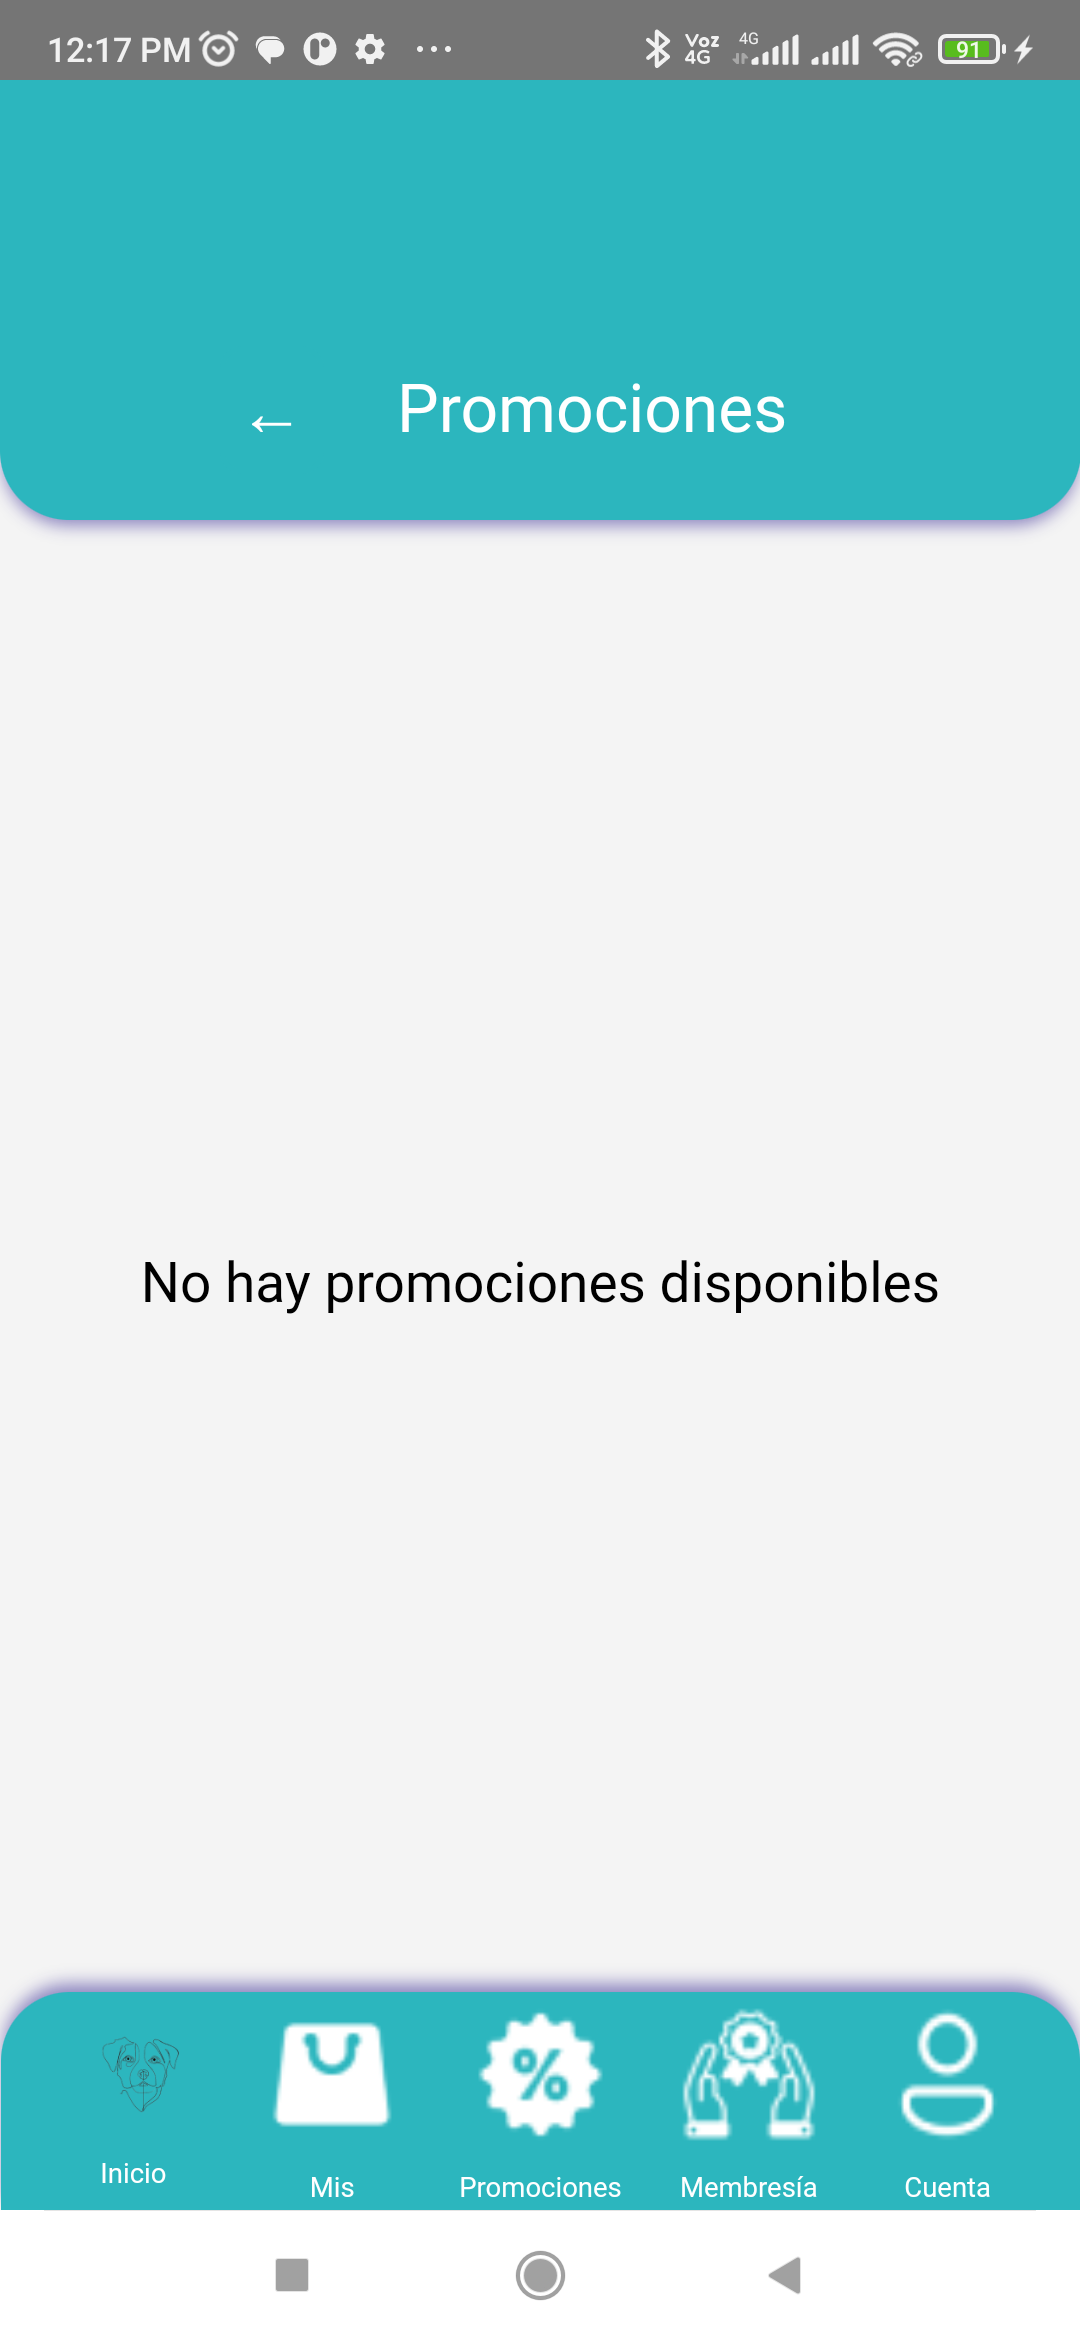 12:17 PM
Voz
4G
4G
91
← Promociones
No hay promociones disponibles
%
Inicio
Mis
Promociones
Membresía
Cuenta